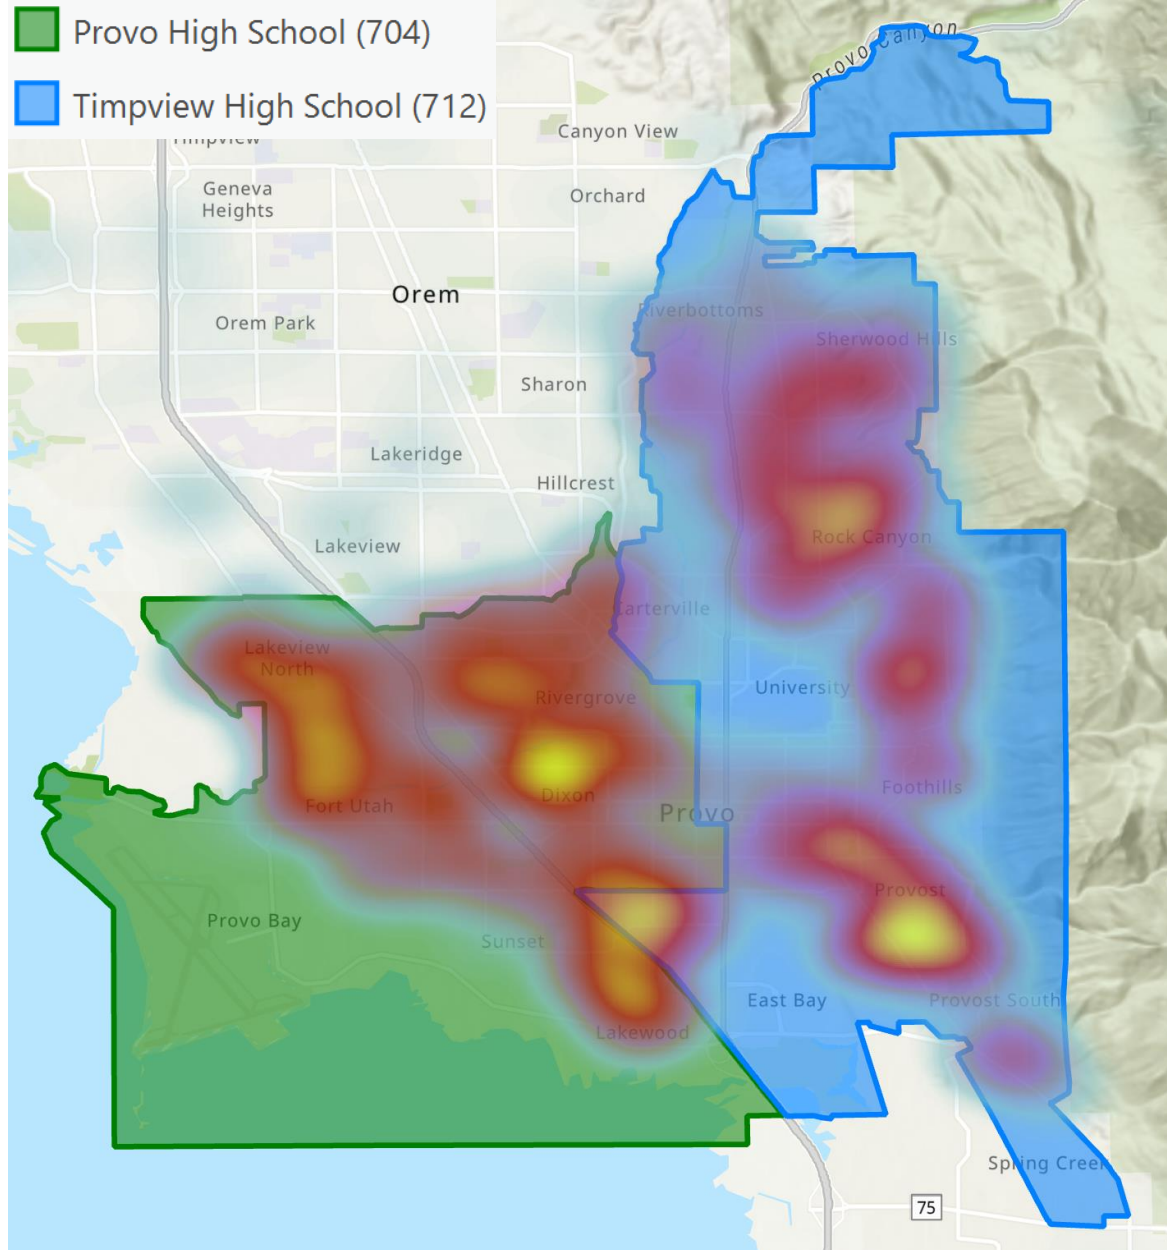 Provo High School (704)
Timpview High School (712)
Provo Canyon
Timpview
Canyon View
Geneva
Heights
Orchard
Orem
Riverbottoms
Orem Park
Sherwood Hills
Sharon
Lakeridge
Hillcrest
Rock Canyon
Lakeview
Carterville
Lakeview
North
University
Rivergrove
Foothills
Dixon
Fort Utah
Provo
Provost
Provo Bay
Sunset
East Bay
Provost South
Lakewood
Spring Creek
75